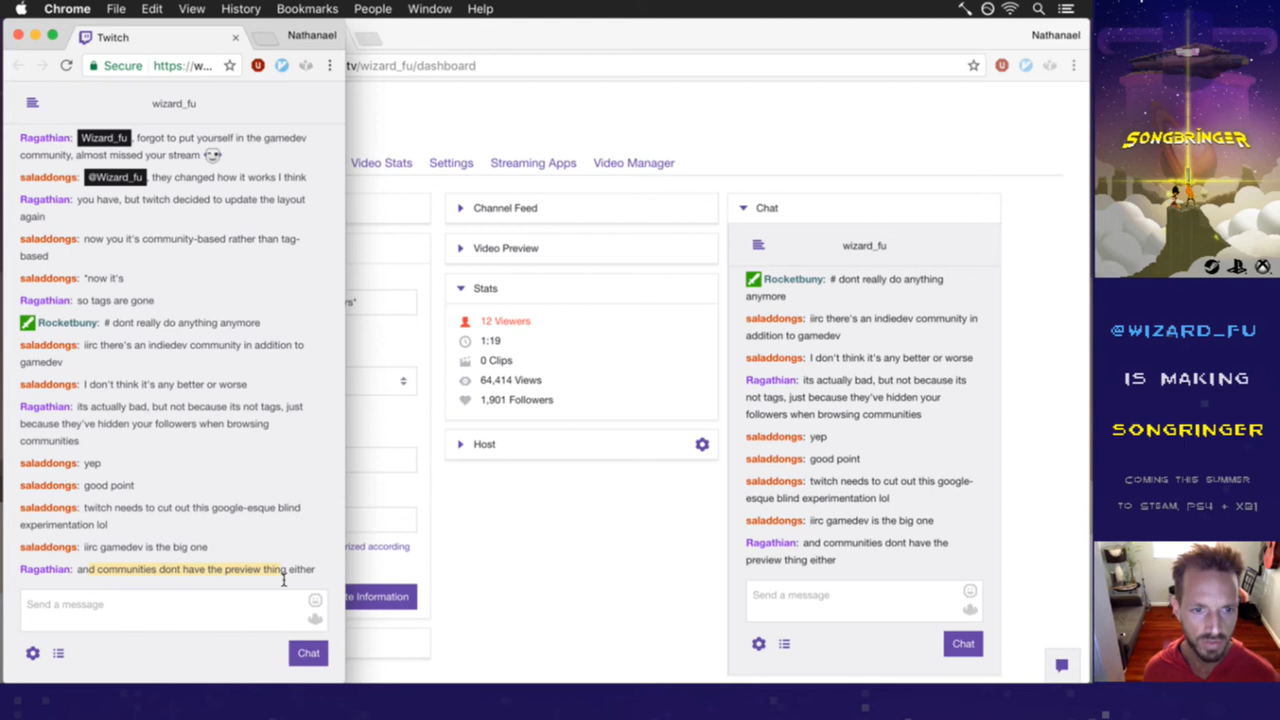 Chrome File Edit View History Bookmarks People Window Help
Twitch
Nathanael
Nathanael
Secure https://w...
tv/wizard_fu/dashboard
wizard_fu
Ragathian: Wizard_fu, forgot to put yourself in the gamedev
community, almost missed your stream
saladdongs: @Wizard_fu, they changed how it works I think
Ragathian: you have, but twitch decided to update the layout
again
saladdongs: now you it's community-based rather than tag-
based
saladdongs: *now it's
Ragathian: so tags are gone
Rocketbuny: # dont really do anything anymore
saladdongs: iirc there's an indiedev community in addition to
gamedev
saladdongs: I don't think it's any better or worse
Ragathian: its actually bad, but not because its not tags, just
because they've hidden your followers when browsing
communities
saladdongs: yep
saladdongs: good point
saladdongs: twitch needs to cut out this google-esque blind
experimentation lol
saladdongs: iirc gamedev is the big one
Ragathian: and communities dont have the preview thing either
Send a message
Chat
Video Stats Settings Streaming Apps Video Manager
rized according
te Information
Channel Feed
Video Preview
Stats
12 Viewers
1:19
0 Clips
64,414 Views
1,901 Followers
Host
Chat
wizard_fu
Rocketbuny: # dont really do anything
anymore
saladdongs: iirc there's an indiedev community in
addition to gamedev
saladdongs: I don't think it's any better or worse
Ragathian: its actually bad, but not because its
not tags, just because they've hidden your
followers when browsing communities
saladdongs: yep
saladdongs: good point
saladdongs: twitch needs to cut out this google-
esque blind experimentation lol
saladdongs: iirc gamedev is the big one
Ragathian: and communities dont have the
preview thing either
Send a message
Chat
SONGBRINGER
@WIZARD_FU
IS MAKING
SONGRINGER
COMING THIS SUMMER
TO STEAM, PS4 + XB1